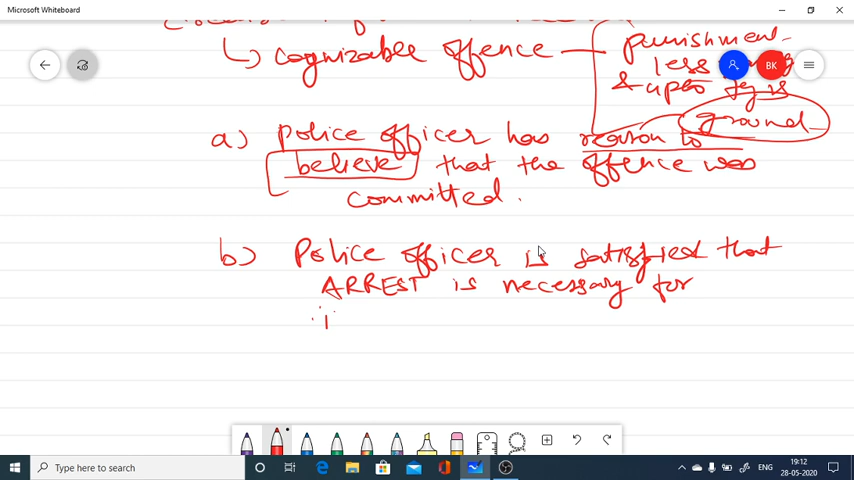 Microsoft Whiteboard
↳ cognizable offence — punishment
less
& upto 7 yrs
BK
ground
a) police officer has reason to
believe that the offence was
committed.
b) Police officer is satisfied that
ARREST is necessary for
Type here to search
ENG
19:12
28-05-2020